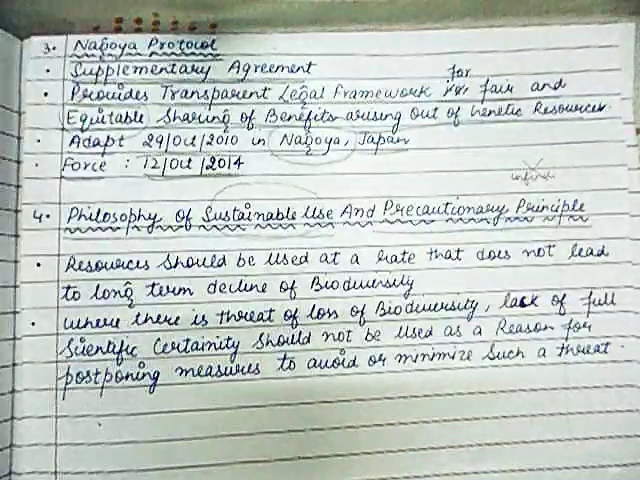 3. Nagoya Protocol
• Supplementary Agreement
• Provides Transparent Legal Framework for fair and
Equitable Sharing of Benefits arising out of Genetic Resources
• Adapt 29/Oct/2010 in Nagoya, Japan
• Force : 12/Oct/2014
4. Philosophy of Sustainable Use And Precautionary Principle
• Resources should be used at a rate that does not lead
to long term decline of Biodiversity
• where there is threat of loss of Biodiversity, lack of full
Scientific Certainity should not be used as a Reason for
postponing measures to avoid or minimize such a threat.